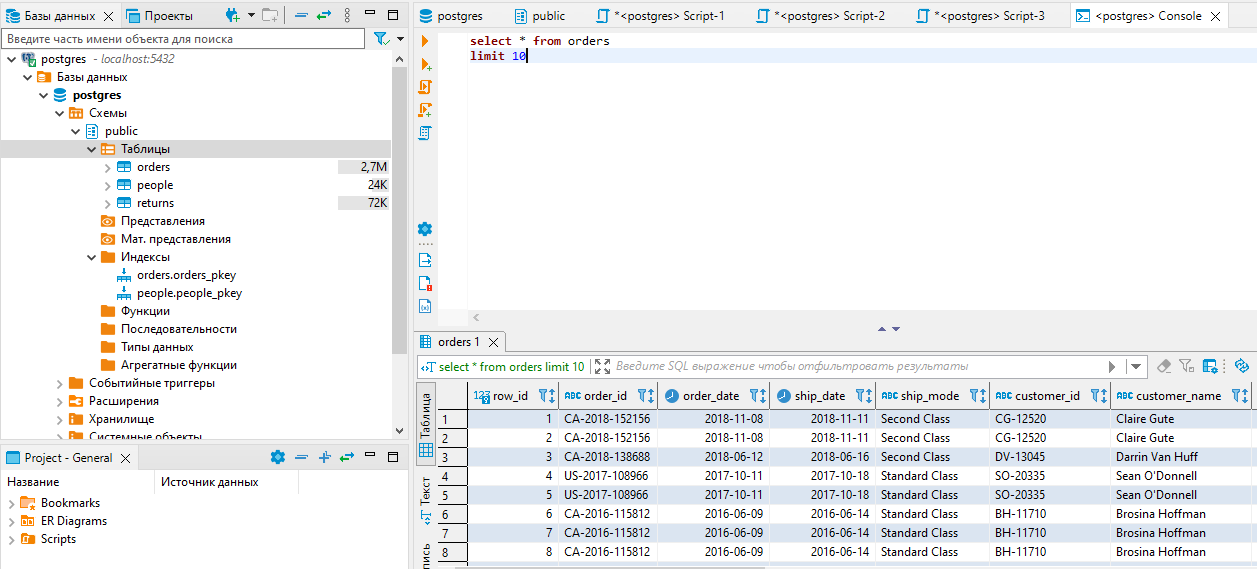 Базы данных
Проекты
Введите часть имени объекта для поиска
postgres - localhost:5432
Базы данных
postgres
Схемы
public
Таблицы
orders 2,7M
people 24K
returns 72K
Представления
Мат. представления
Индексы
orders.orders_pkey
people.people_pkey
Функции
Последовательности
Типы данных
Агрегатные функции
Событийные триггеры
Расширения
Хранилище
Системные объекты
Project - General
Название Источник данных
Bookmarks
ER Diagrams
Scripts
postgres public *<postgres> Script-1 *<postgres> Script-2 *<postgres> Script-3 <postgres> Console
select * from orders
limit 10
orders 1
select * from orders limit 10 Введите SQL выражение чтобы отфильтровать результаты
Таблица
Текст
123 row_id ABC order_id order_date ship_date ABC ship_mode ABC customer_id ABC customer_name
1 1 CA-2018-152156 2018-11-08 2018-11-11 Second Class CG-12520 Claire Gute
2 2 CA-2018-152156 2018-11-08 2018-11-11 Second Class CG-12520 Claire Gute
3 3 CA-2018-138688 2018-06-12 2018-06-16 Second Class DV-13045 Darrin Van Huff
4 4 US-2017-108966 2017-10-11 2017-10-18 Standard Class SO-20335 Sean O'Donnell
5 5 US-2017-108966 2017-10-11 2017-10-18 Standard Class SO-20335 Sean O'Donnell
6 6 CA-2016-115812 2016-06-09 2016-06-14 Standard Class BH-11710 Brosina Hoffman
7 7 CA-2016-115812 2016-06-09 2016-06-14 Standard Class BH-11710 Brosina Hoffman
8 8 CA-2016-115812 2016-06-09 2016-06-14 Standard Class BH-11710 Brosina Hoffman